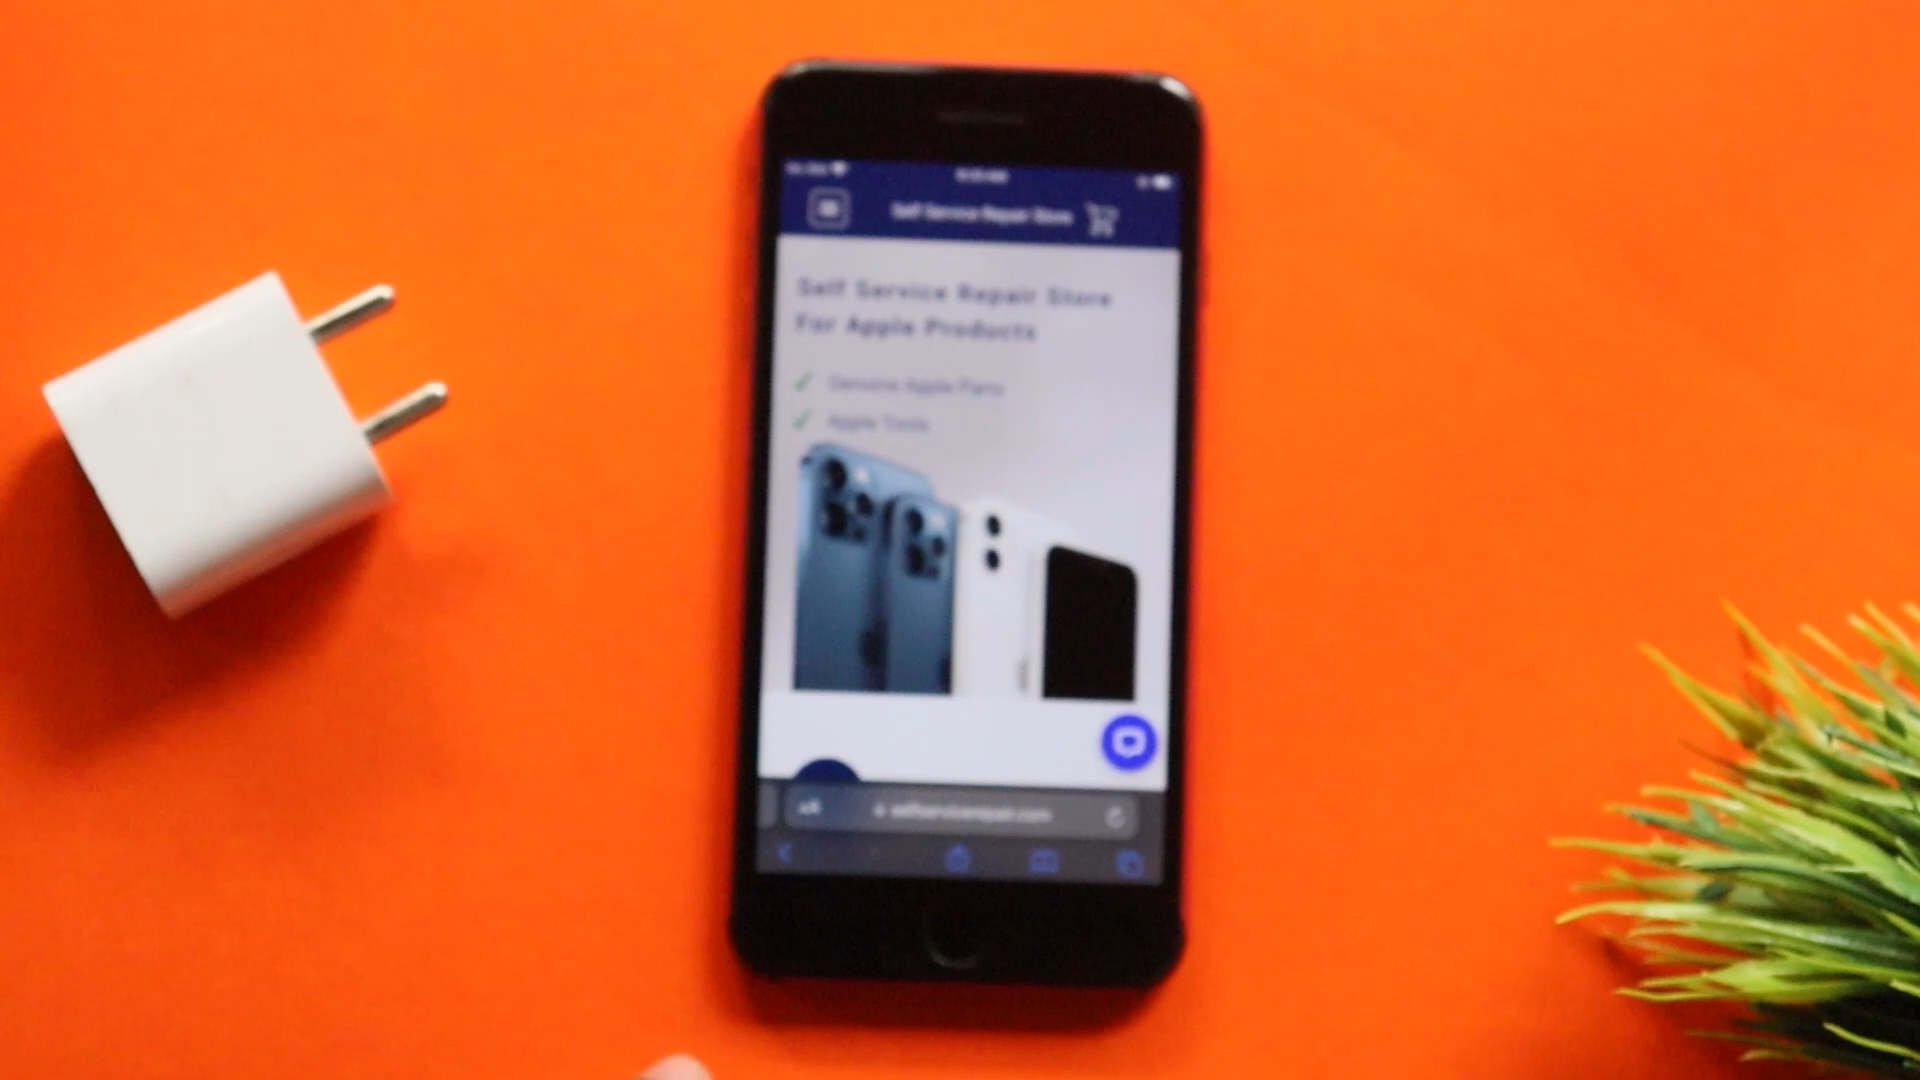 Self Service Repair Store
Self Service Repair Store
For Apple Products
Genuine Apple Parts
Apple Tools
selfservicerepair.com